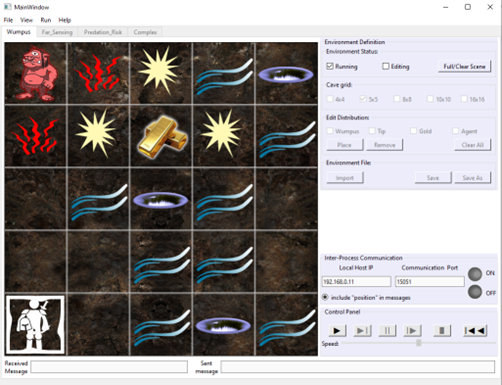 MainWindow
File View Run Help
Wumpus Far_Sensing Predation_Risk Complex
Environment Definition
Environment Status:
Running Editing Full/Clear Scene
Cave grid:
4x4 5x5 8x8 10x10 16x16
Edit Distribution:
Wumpus Tip Gold Agent
Place Remove Clear All
Environment File:
Import Save Save As
Inter-Process Communication
Local Host IP Communication Port
192.168.0.11 15051
ON
OFF
include "position" in messages
Control Panel
Speed:
Received Message
Sent message